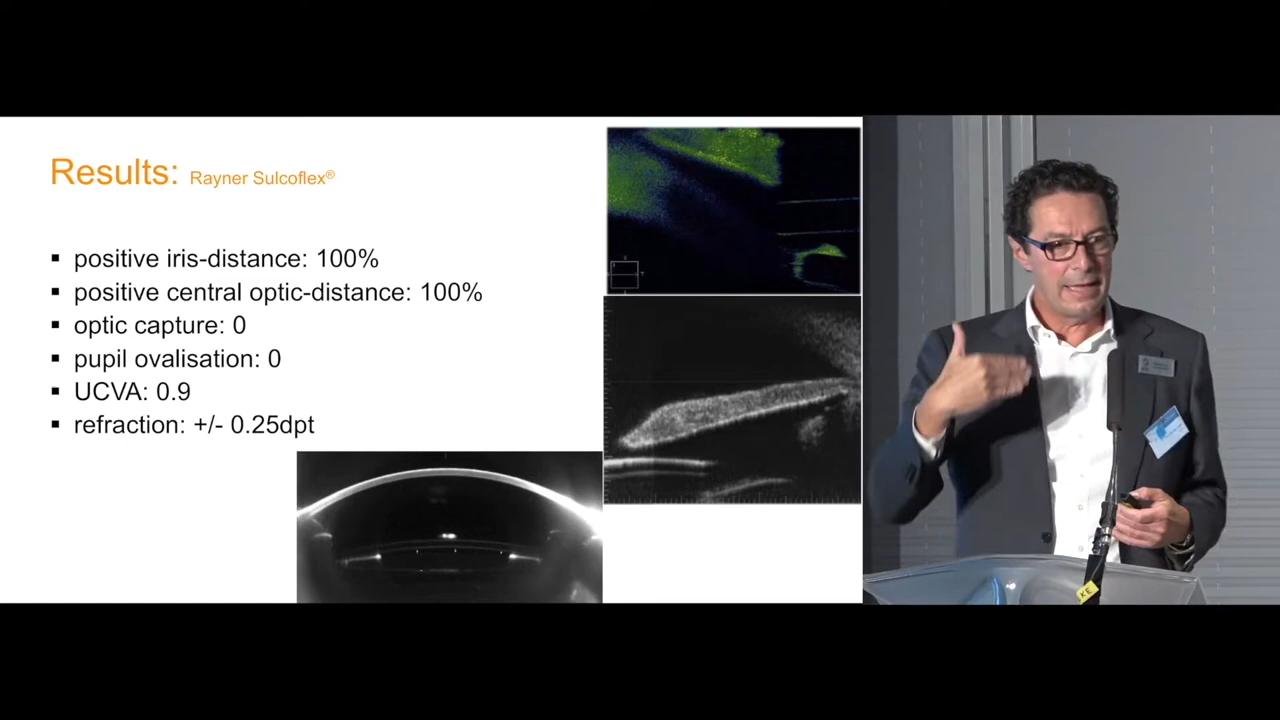 Results: Rayner Sulcoflex®
▪ positive iris-distance: 100%
▪ positive central optic-distance: 100%
▪ optic capture: 0
▪ pupil ovalisation: 0
▪ UCVA: 0.9
▪ refraction: +/- 0.25dpt
KE